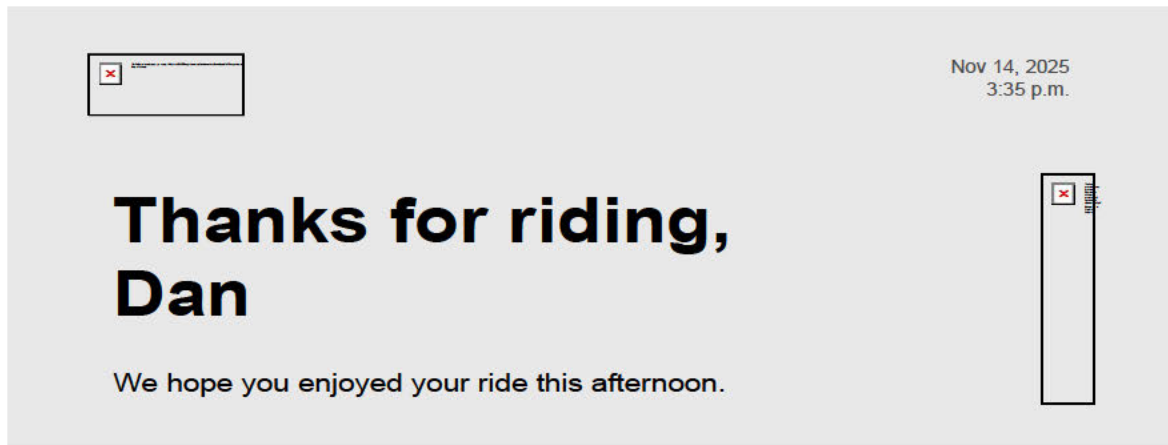 Nov 14, 2025
3:35 p.m.
Thanks for riding,
Dan
We hope you enjoyed your ride this afternoon.